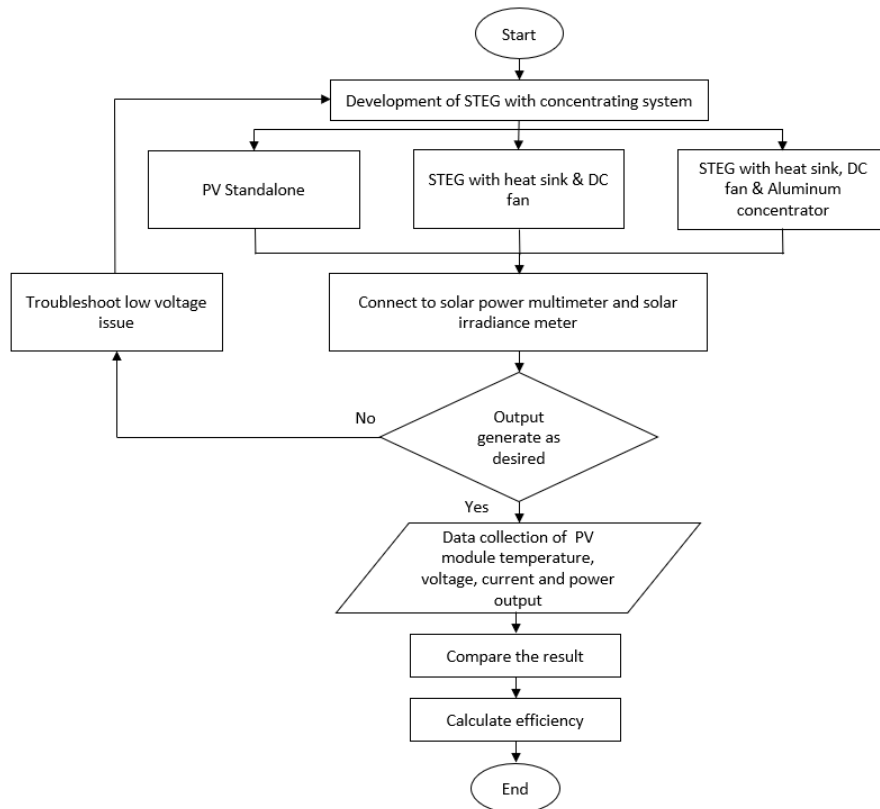 Start
Development of STEG with concentrating system
PV Standalone
STEG with heat sink & DC
fan
STEG with heat sink, DC
fan & Aluminum
concentrator
Troubleshoot low voltage
issue
Connect to solar power multimeter and solar
irradiance meter
No
Output
generate as
desired
Yes
Data collection of PV
module temperature,
voltage, current and power
output
Compare the result
Calculate efficiency
End